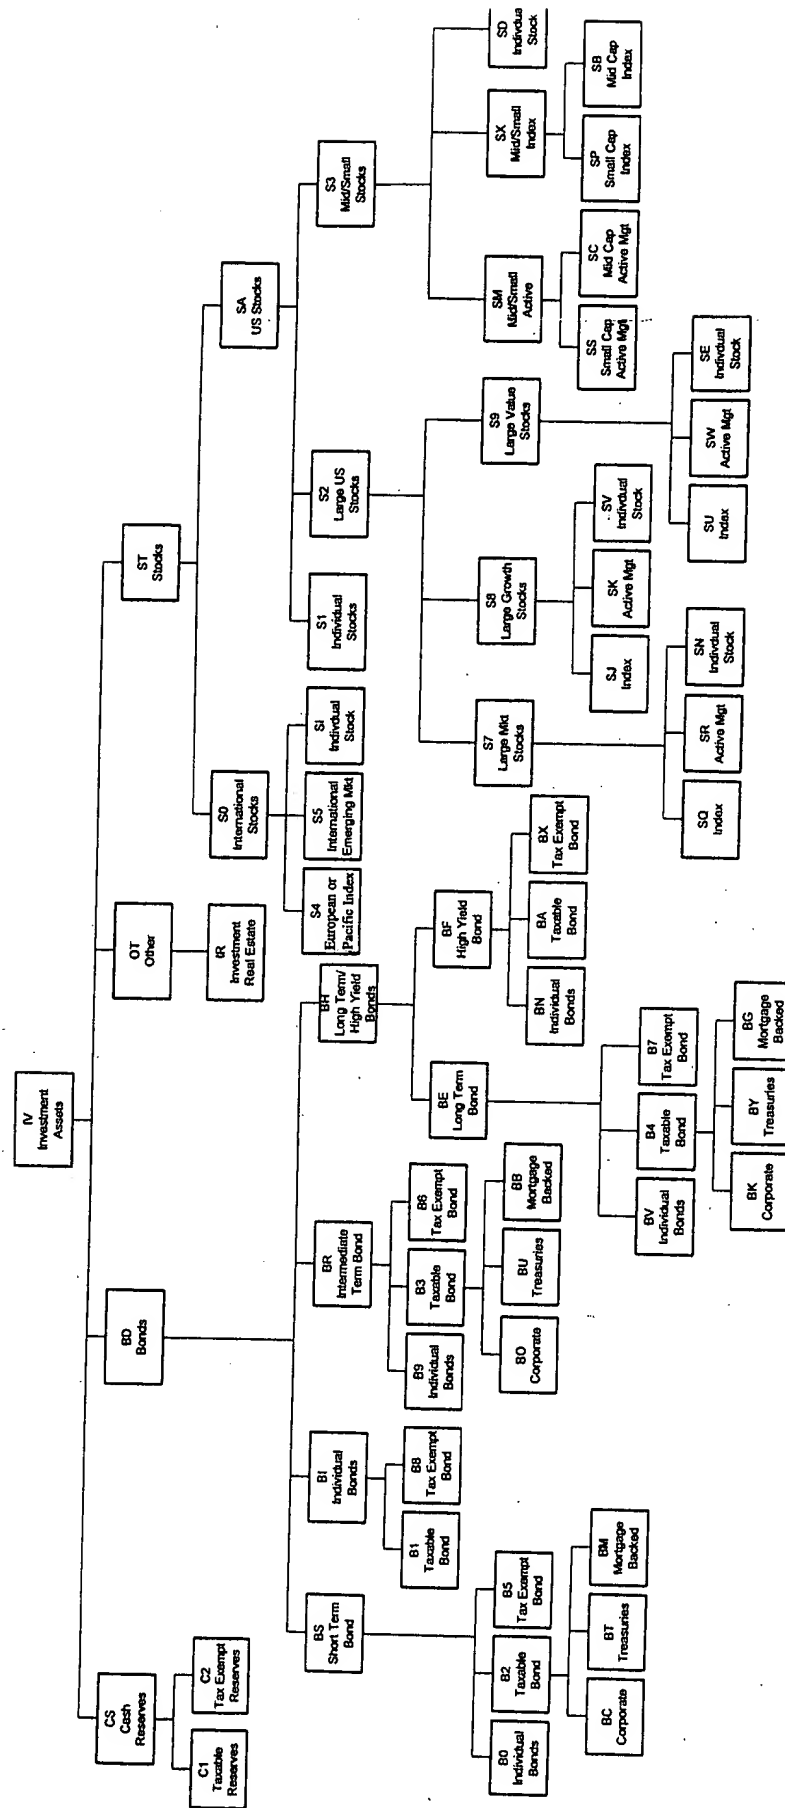 IV
Investment
Assets
CS
Cash
Reserves
BD
Bonds
OT
Other
ST
Stocks
C1
Taxable
Reserves
C2
Tax Exempt
Reserves
IR
Investment
Real Estate
S0
International
Stocks
SA
US Stocks
BS
Short Term
Bond
BI
Individual
Bonds
BR
Intermediate
Term Bond
BH
Long Term/
High Yield
Bonds
S4
European or
Pacific Index
S5
International
Emerging Mkt
SI
Indivdual
Stock
S1
Individual
Stocks
S2
Large US
Stocks
S3
Mid/Small
Stocks
B1
Taxable
Bond
B8
Tax Exempt
Bond
B9
Individual
Bonds
B3
Taxable
Bond
B6
Tax Exempt
Bond
BE
Long Term
Bond
BF
High Yield
Bond
S7
Large Mkt
Stocks
S8
Large Growth
Stocks
S9
Large Value
Stocks
SM
Mid/Small
Active
SX
Mid/Small
Index
SD
Indivdual
Stock
B0
Individual
Bonds
B2
Taxable
Bond
B5
Tax Exempt
Bond
BO
Corporate
BU
Treasuries
BB
Mortgage
Backed
BN
Individual
Bonds
BA
Taxable
Bond
BX
Tax Exempt
Bond
SJ
Index
SK
Active Mgt
SV
Indivdual
Stock
SS
Small Cap
Active Mgt
SC
Mid Cap
Active Mgt
SP
Small Cap
Index
SB
Mid Cap
Index
BC
Corporate
BT
Treasuries
BM
Mortgage
Backed
BV
Individual
Bonds
B4
Taxable
Bond
B7
Tax Exempt
Bond
SQ
Index
SR
Active Mgt
SN
Indivdual
Stock
SU
Index
SW
Active Mgt
SE
Indivdual
Stock
BK
Corporate
BY
Treasuries
BG
Mortgage
Backed